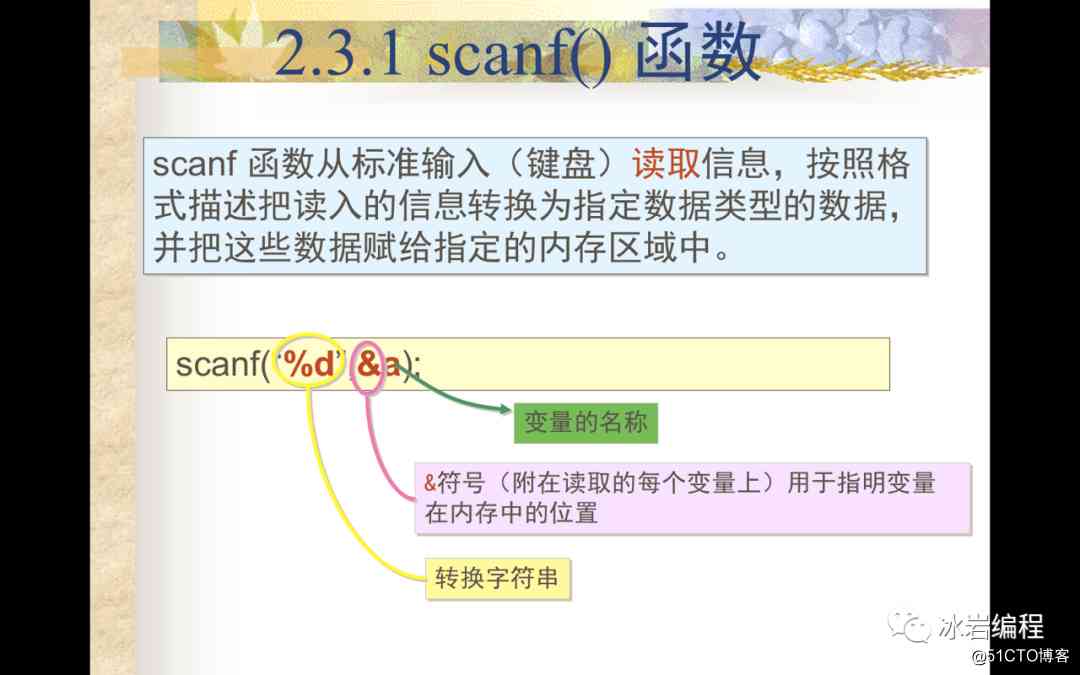 2.3.1 scanf() 函数
scanf 函数从标准输入（键盘）读取信息，按照格
式描述把读入的信息转换为指定数据类型的数据，
并把这些数据赋给指定的内存区域中。
scanf(“%d”,&a);
变量的名称
&符号（附在读取的每个变量上）用于指明变量
在内存中的位置
转换字符串
冰岩编程
@51CTO博客